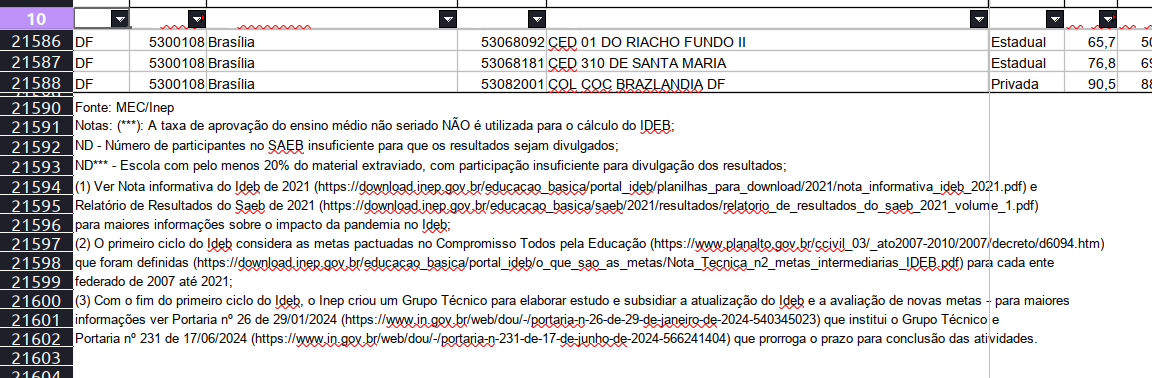 10
21586 DF 5300108 Brasília 53068092 CED 01 DO RIACHO FUNDO II Estadual 65,7 50
21587 DF 5300108 Brasília 53068181 CED 310 DE SANTA MARIA Estadual 76,8 69
21588 DF 5300108 Brasília 53082001 COL COC BRAZLANDIA DF Privada 90,5 88
21590 Fonte: MEC/Inep
21591 Notas: (***): A taxa de aprovação do ensino médio não seriado NÃO é utilizada para o cálculo do IDEB;
21592 ND - Número de participantes no SAEB insuficiente para que os resultados sejam divulgados;
21593 ND*** - Escola com pelo menos 20% do material extraviado, com participação insuficiente para divulgação dos resultados;
21594 (1) Ver Nota informativa do Ideb de 2021 (https://download.inep.gov.br/educacao_basica/portal_ideb/planilhas_para_download/2021/nota_informativa_ideb_2021.pdf) e
21595 Relatório de Resultados do Saeb de 2021 (https://download.inep.gov.br/educacao_basica/saeb/2021/resultados/relatorio_de_resultados_do_saeb_2021_volume_1.pdf)
21596 para maiores informações sobre o impacto da pandemia no Ideb;
21597 (2) O primeiro ciclo do Ideb considera as metas pactuadas no Compromisso Todos pela Educação (https://www.planalto.gov.br/ccivil_03/_ato2007-2010/2007/decreto/d6094.htm)
21598 que foram definidas (https://download.inep.gov.br/educacao_basica/portal_ideb/o_que_sao_as_metas/Nota_Tecnica_n2_metas_intermediarias_IDEB.pdf) para cada ente
21599 federado de 2007 até 2021;
21600 (3) Com o fim do primeiro ciclo do Ideb, o Inep criou um Grupo Técnico para elaborar estudo e subsidiar a atualização do Ideb e a avaliação de novas metas - para maiores
21601 informações ver Portaria nº 26 de 29/01/2024 (https://www.in.gov.br/web/dou/-/portaria-n-26-de-29-de-janeiro-de-2024-540345023) que institui o Grupo Técnico e
21602 Portaria nº 231 de 17/06/2024 (https://www.in.gov.br/web/dou/-/portaria-n-231-de-17-de-junho-de-2024-566241404) que prorroga o prazo para conclusão das atividades.
21603
21604